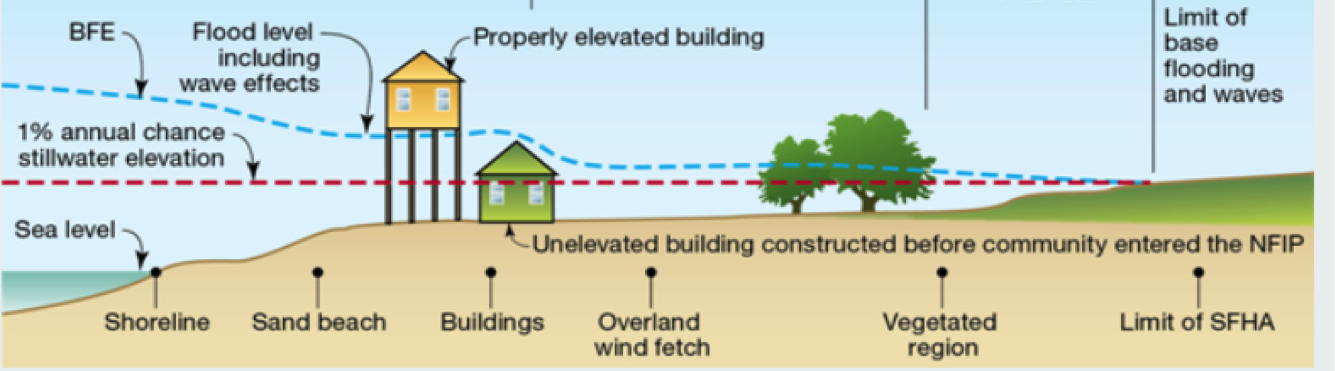 BFE
Flood level
including
wave effects
Properly elevated building
Limit of
base
flooding
and waves
1% annual chance
stillwater elevation
Sea level
Unelevated building constructed before community entered the NFIP
Shoreline
Sand beach
Buildings
Overland
wind fetch
Vegetated
region
Limit of SFHA